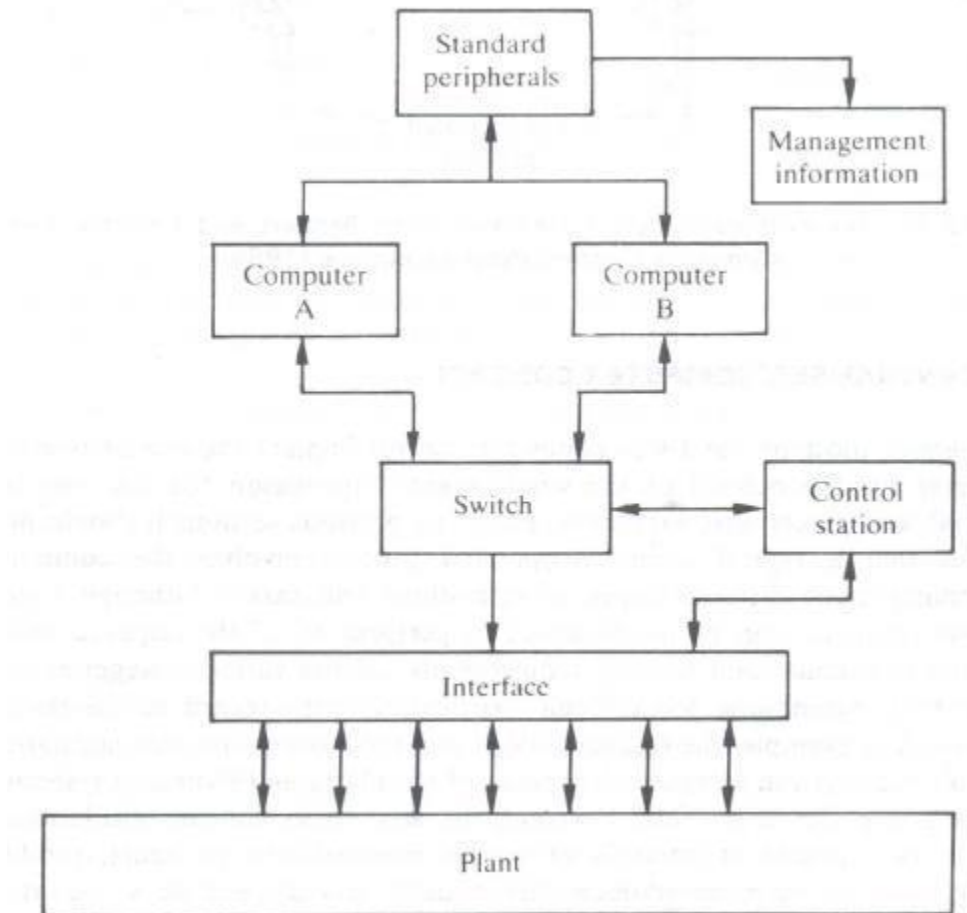 Standard
peripherals
Management
information
Computer
A
Computer
B
Switch
Control
station
Interface
Plant